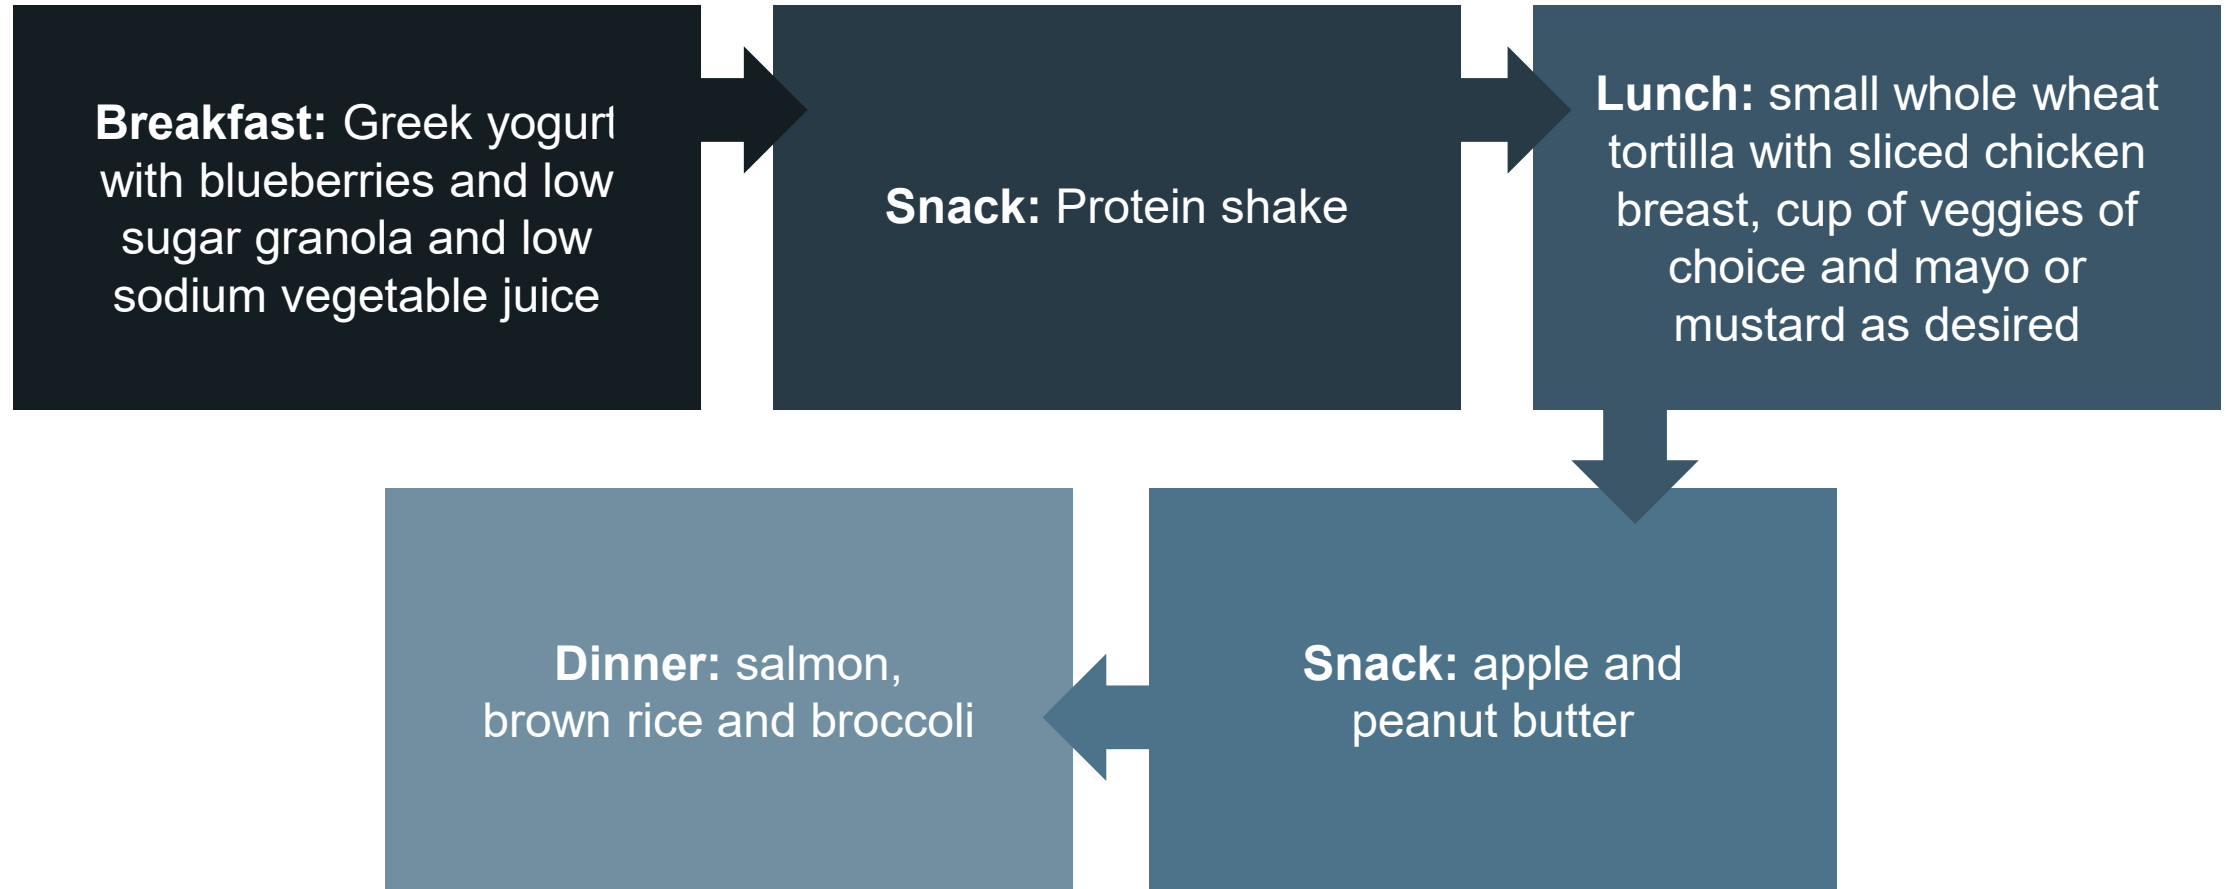 Breakfast: Greek yogurt
with blueberries and low
sugar granola and low
sodium vegetable juice
Snack: Protein shake
Lunch: small whole wheat
tortilla with sliced chicken
breast, cup of veggies of
choice and mayo or
mustard as desired
Snack: apple and
peanut butter
Dinner: salmon,
brown rice and broccoli